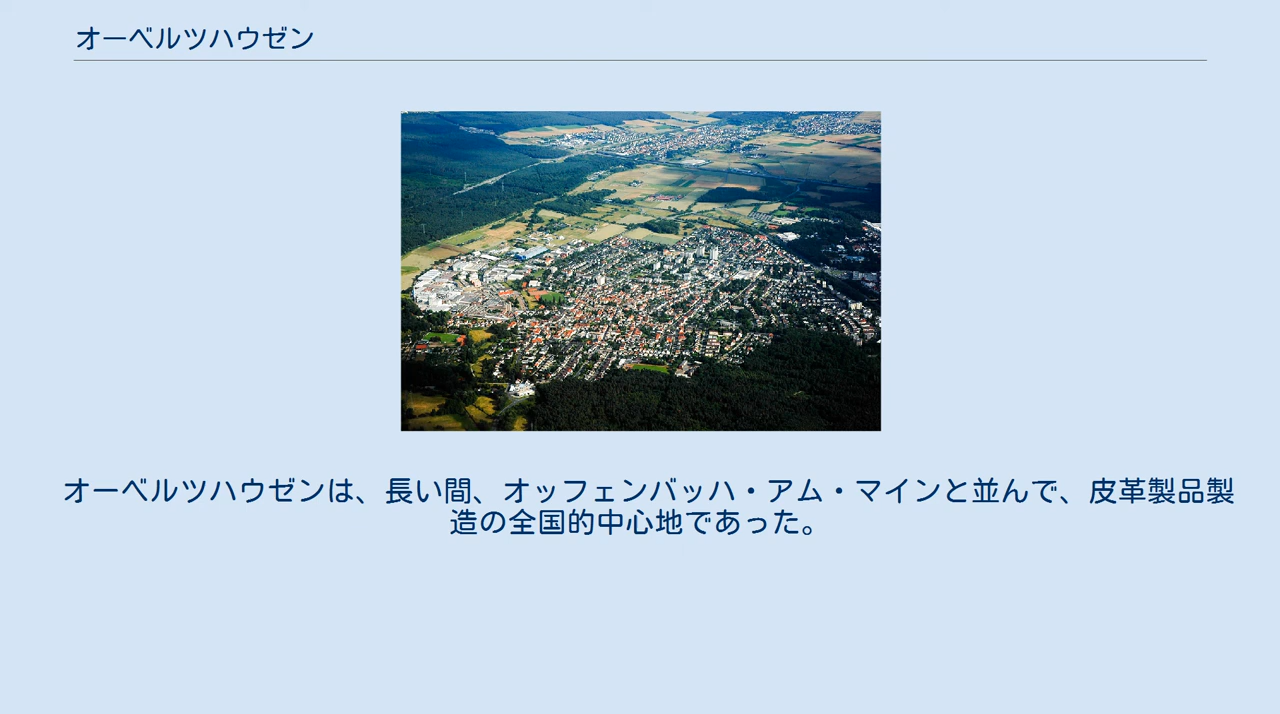 オーベルツハウゼン
オーベルツハウゼンは、長い間、オッフェンバッハ・アム・マインと並んで、皮革製品製
造の全国的中心地であった。